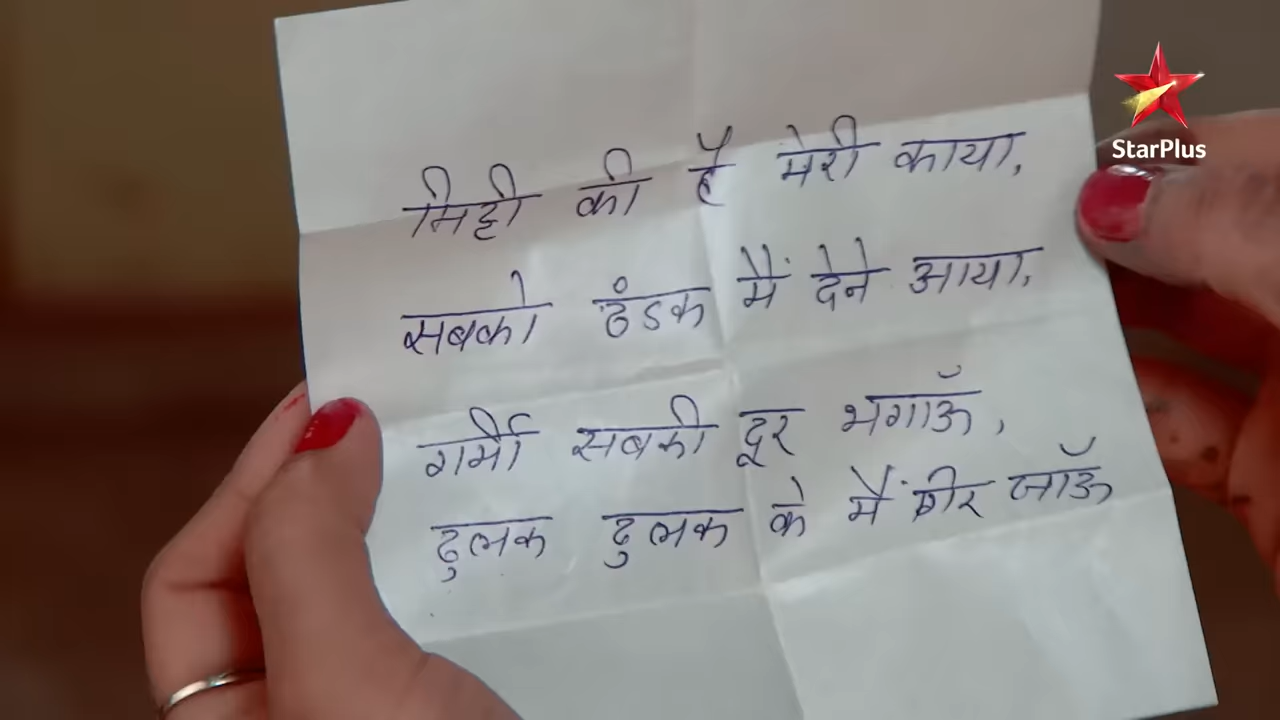 StarPlus
मिट्टी की है मेरी काया,
सबको ठंडक मैं देने आया,
गर्मी सबकी दूर भगाऊँ,
ढुलक ढुलक के मैं गिर जाऊँ